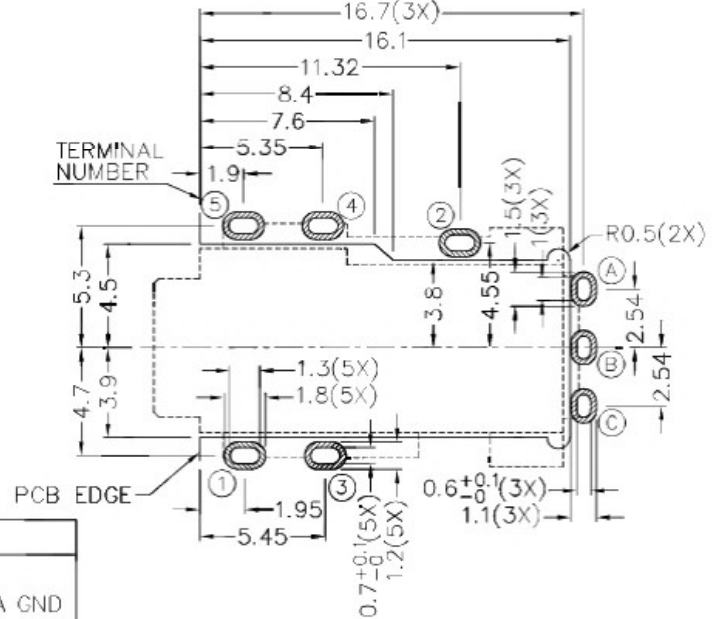 16.7(3X)
16.1
11.32
8.4
7.6
5.35
1.9
TERMINAL
NUMBER
5
4
2
1.5(3X)
1(3X)
R0.5(2X)
A
B
C
5.3
4.5
3.8
4.55
2.54
2.54
4.7
3.9
1.3(5X)
1.8(5X)
1
3
PCB EDGE
1.95
5.45
0.7+0.1-0(5X)
1.2(5X)
0.6+0.1-0(3X)
1.1(3X)
A GND